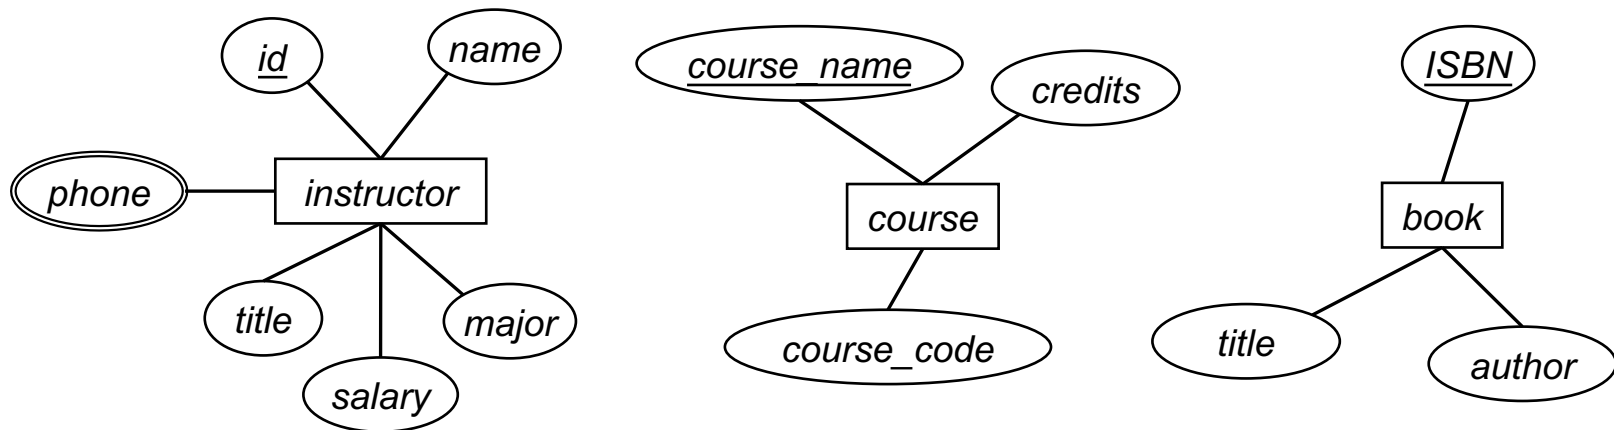 id
name
phone
instructor
title
salary
major
course_name
credits
course
course_code
ISBN
book
title
author